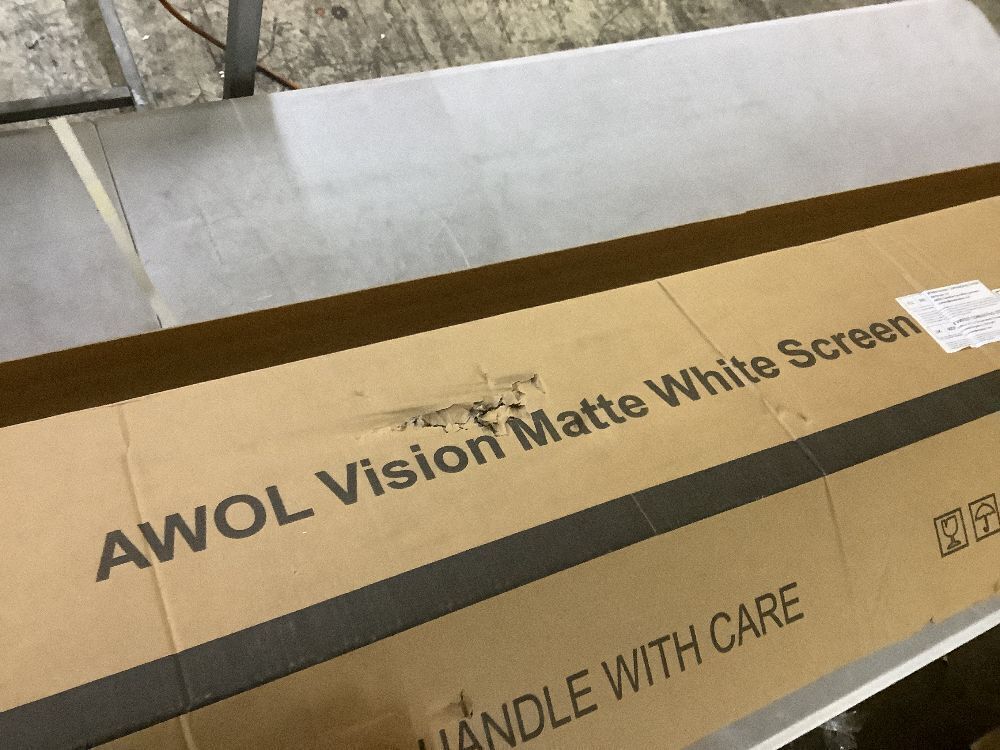 AWOL Vision Matte White Screen
HANDLE WITH CARE